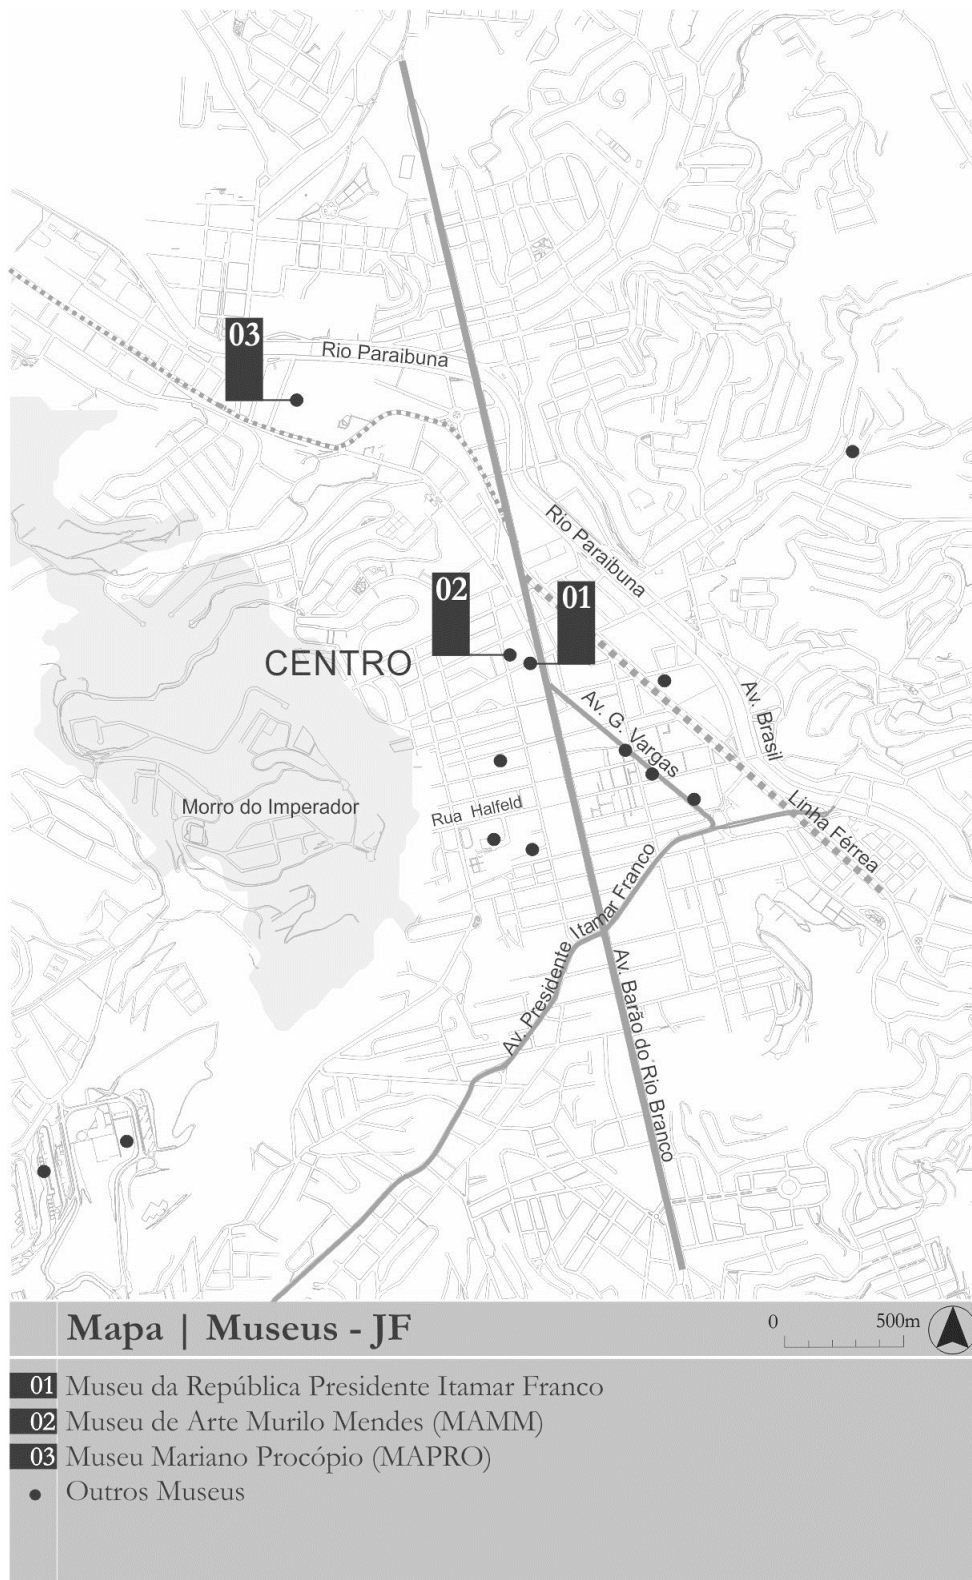 03
Rio Paraibuna
Rio Paraibuna
02
01
CENTRO
Av. G. Vargas
Av. Brasil
Morro do Imperador
Rua Halfeld
Linha Férrea
Av. Presidente Itamar Franco
Av. Barão do Rio Branco
Mapa | Museus - JF
0 500m
01 Museu da República Presidente Itamar Franco
02 Museu de Arte Murilo Mendes (MAMM)
03 Museu Mariano Procópio (MAPRO)
Outros Museus